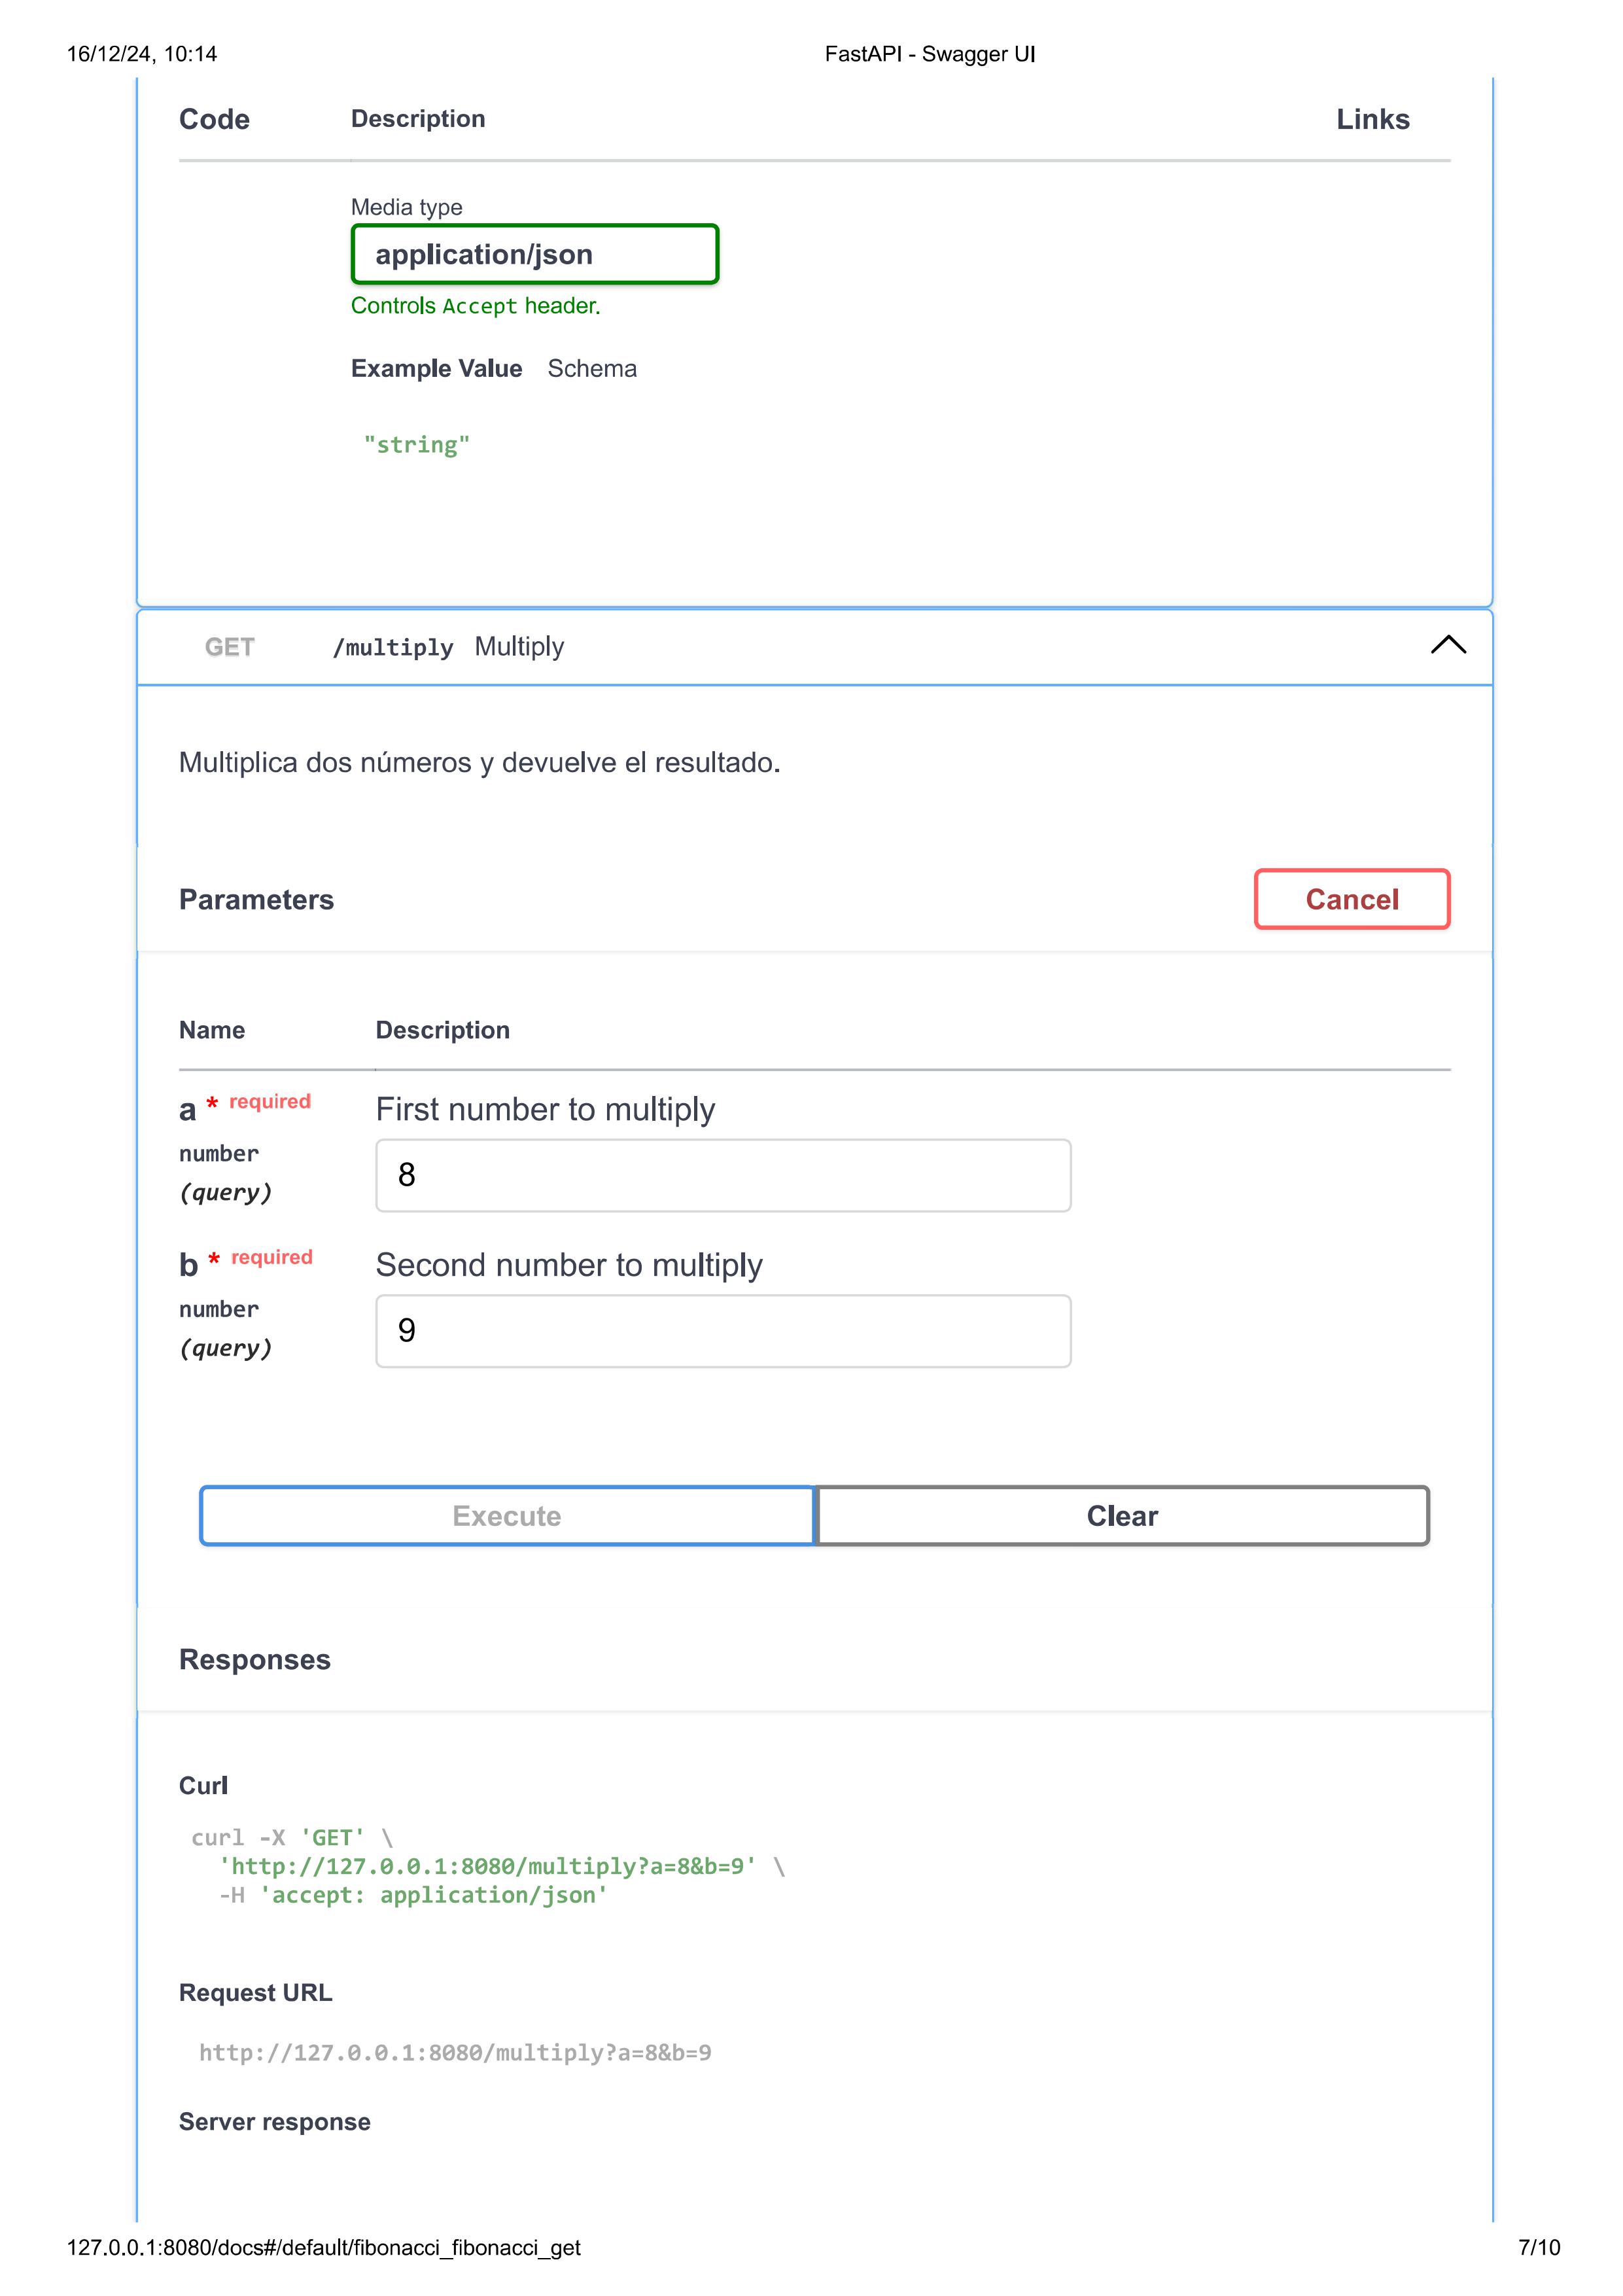 16/12/24, 10:14 FastAPI - Swagger UI
Code Description Links
Media type
application/json
Controls Accept header.
Example Value Schema
"string"
GET /multiply Multiply
Multiplica dos números y devuelve el resultado.
Parameters Cancel
Name Description
a * required First number to multiply
number
8
(query)
b * required Second number to multiply
number
9
(query)
Execute Clear
Responses
Curl
curl -X 'GET' \
'http://127.0.0.1:8080/multiply?a=8&b=9' \
-H 'accept: application/json'
Request URL
http://127.0.0.1:8080/multiply?a=8&b=9
Server response
127.0.0.1:8080/docs#/default/fibonacci_fibonacci_get 7/10